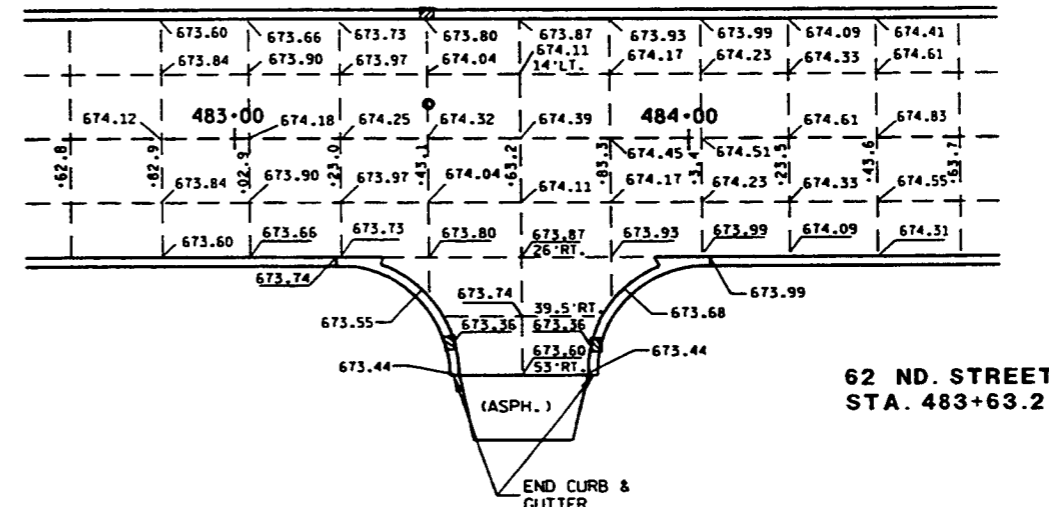 673.60 673.66 673.73 673.80 673.87 673.93 673.99 674.09 674.41
673.84 673.90 673.97 674.04 674.11 674.17 674.23 674.33 674.61
14'LT.
483+00 484+00
674.12 674.18 674.25 674.32 674.39 674.45 674.51 674.61 674.83
+62.8 +82.9 +02.9 +23.0 +43.1 +63.2 +83.3 +3.4 +23.5 +43.6 +63.7
673.84 673.90 673.97 674.04 674.11 674.17 674.23 674.33 674.55
673.60 673.66 673.73 673.80 673.87 673.93 673.99 674.09 674.31
26'RT.
673.74 673.99
673.74 39.5'RT.
673.55 673.68
673.36 673.36
673.60
53'RT.
673.44 673.44
62 ND. STREET
STA. 483+63.2
(ASPH.)
END CURB &
GUTTER